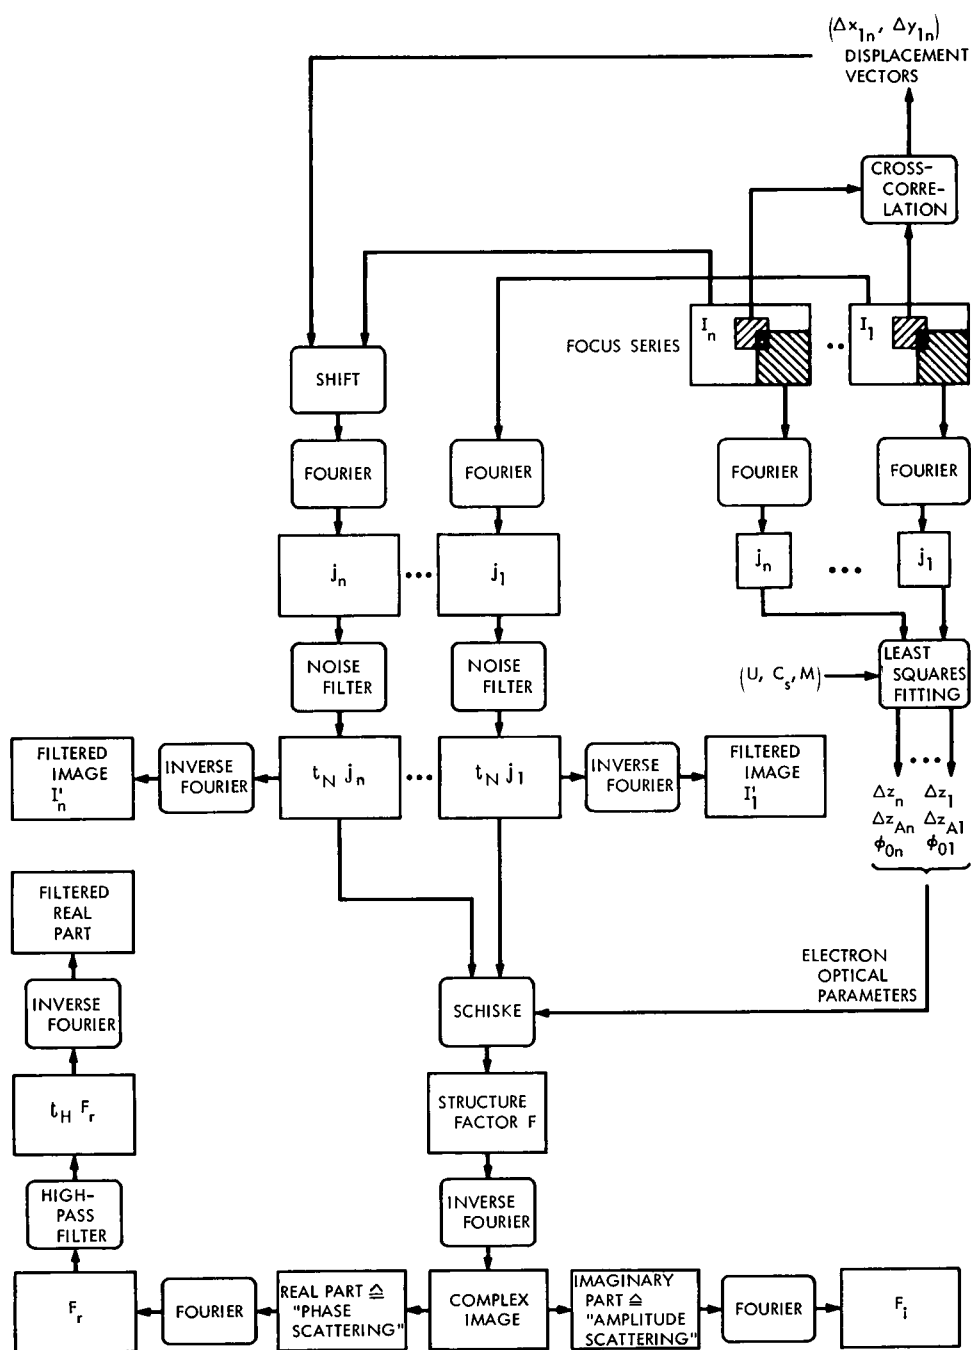 (Δx1n, Δy1n)
DISPLACEMENT
VECTORS
CROSS-
CORRE-
LATION
FOCUS SERIES
In
..
I1
SHIFT
FOURIER
FOURIER
FOURIER
FOURIER
jn
...
j1
jn
...
j1
NOISE
FILTER
NOISE
FILTER
(U, Cs, M)
LEAST
SQUARES
FITTING
...
FILTERED
IMAGE
I'n
INVERSE
FOURIER
tN jn
...
tN j1
INVERSE
FOURIER
FILTERED
IMAGE
I'1
Δzn Δz1
ΔzAn ΔzA1
ϕ0n ϕ01
FILTERED
REAL
PART
ELECTRON
OPTICAL
PARAMETERS
INVERSE
FOURIER
SCHISKE
tH Fr
STRUCTURE
FACTOR F
HIGH-
PASS
FILTER
INVERSE
FOURIER
Fr
FOURIER
REAL PART ≙
"PHASE
SCATTERING"
COMPLEX
IMAGE
IMAGINARY
PART ≙
"AMPLITUDE
SCATTERING"
FOURIER
Fi